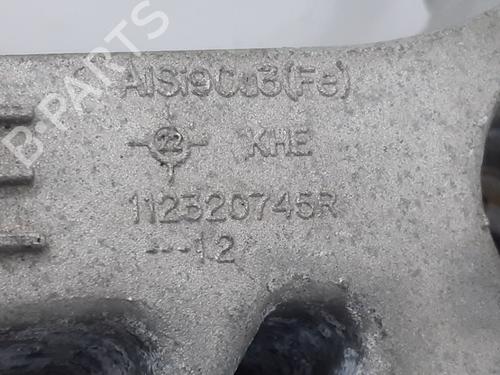 AlSi9Cu3(Fe)
22 KHE
112320745R
---12
B-PARTS